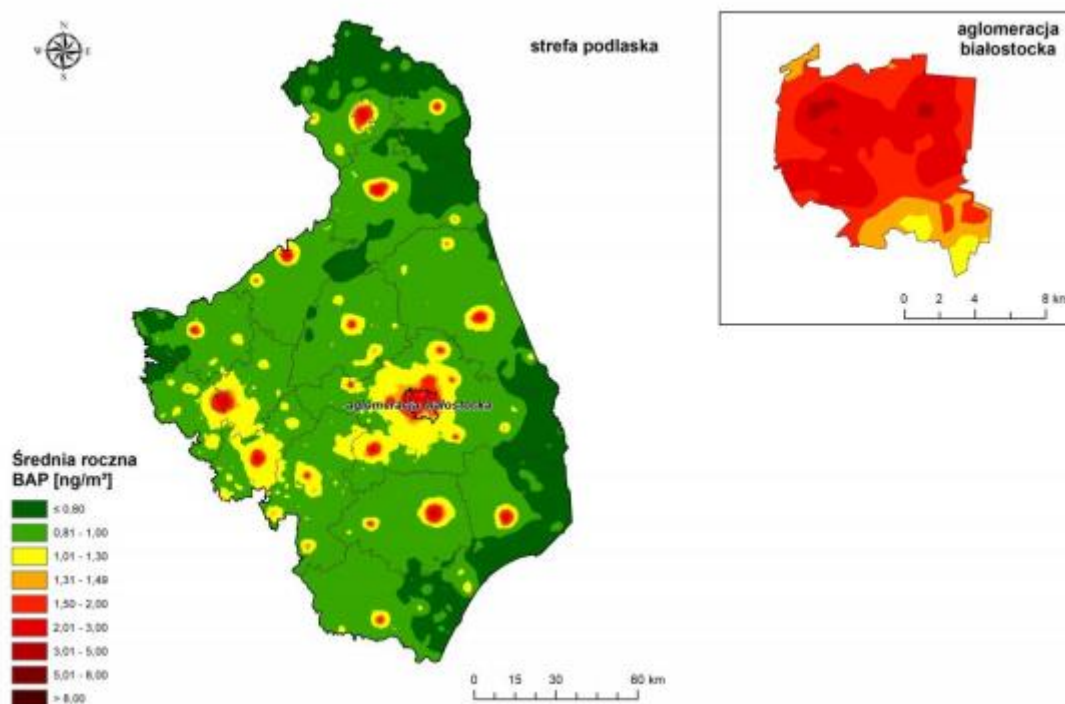 N
W E
S
strefa podlaska
aglomeracja
białostocka
0 2 4 8 km
aglomeracja białostocka
Średnia roczna
BAP [ng/m³]
≤ 0,80
0,81 - 1,00
1,01 - 1,30
1,31 - 1,49
1,50 - 2,00
2,01 - 3,00
3,01 - 5,00
5,01 - 8,00
> 8,00
0 15 30 60 km